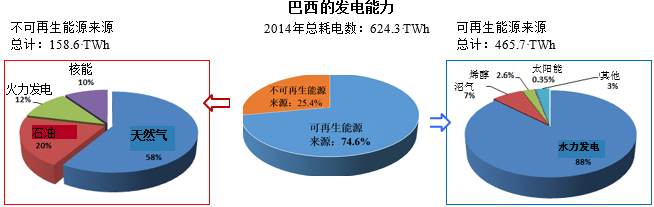 巴西的发电能力
2014年总耗电数：624.3·TWh
不可再生能源来源
总计：158.6·TWh
核能
10%
火力发电
12%
石油
20%
天然气
58%
不可再生能源
来源：25.4%
可再生能源
来源：74.6%
可再生能源来源
总计：465.7·TWh
烯醇
2.6%
太阳能
0.35%
其他
3%
沼气
7%
水力发电
88%